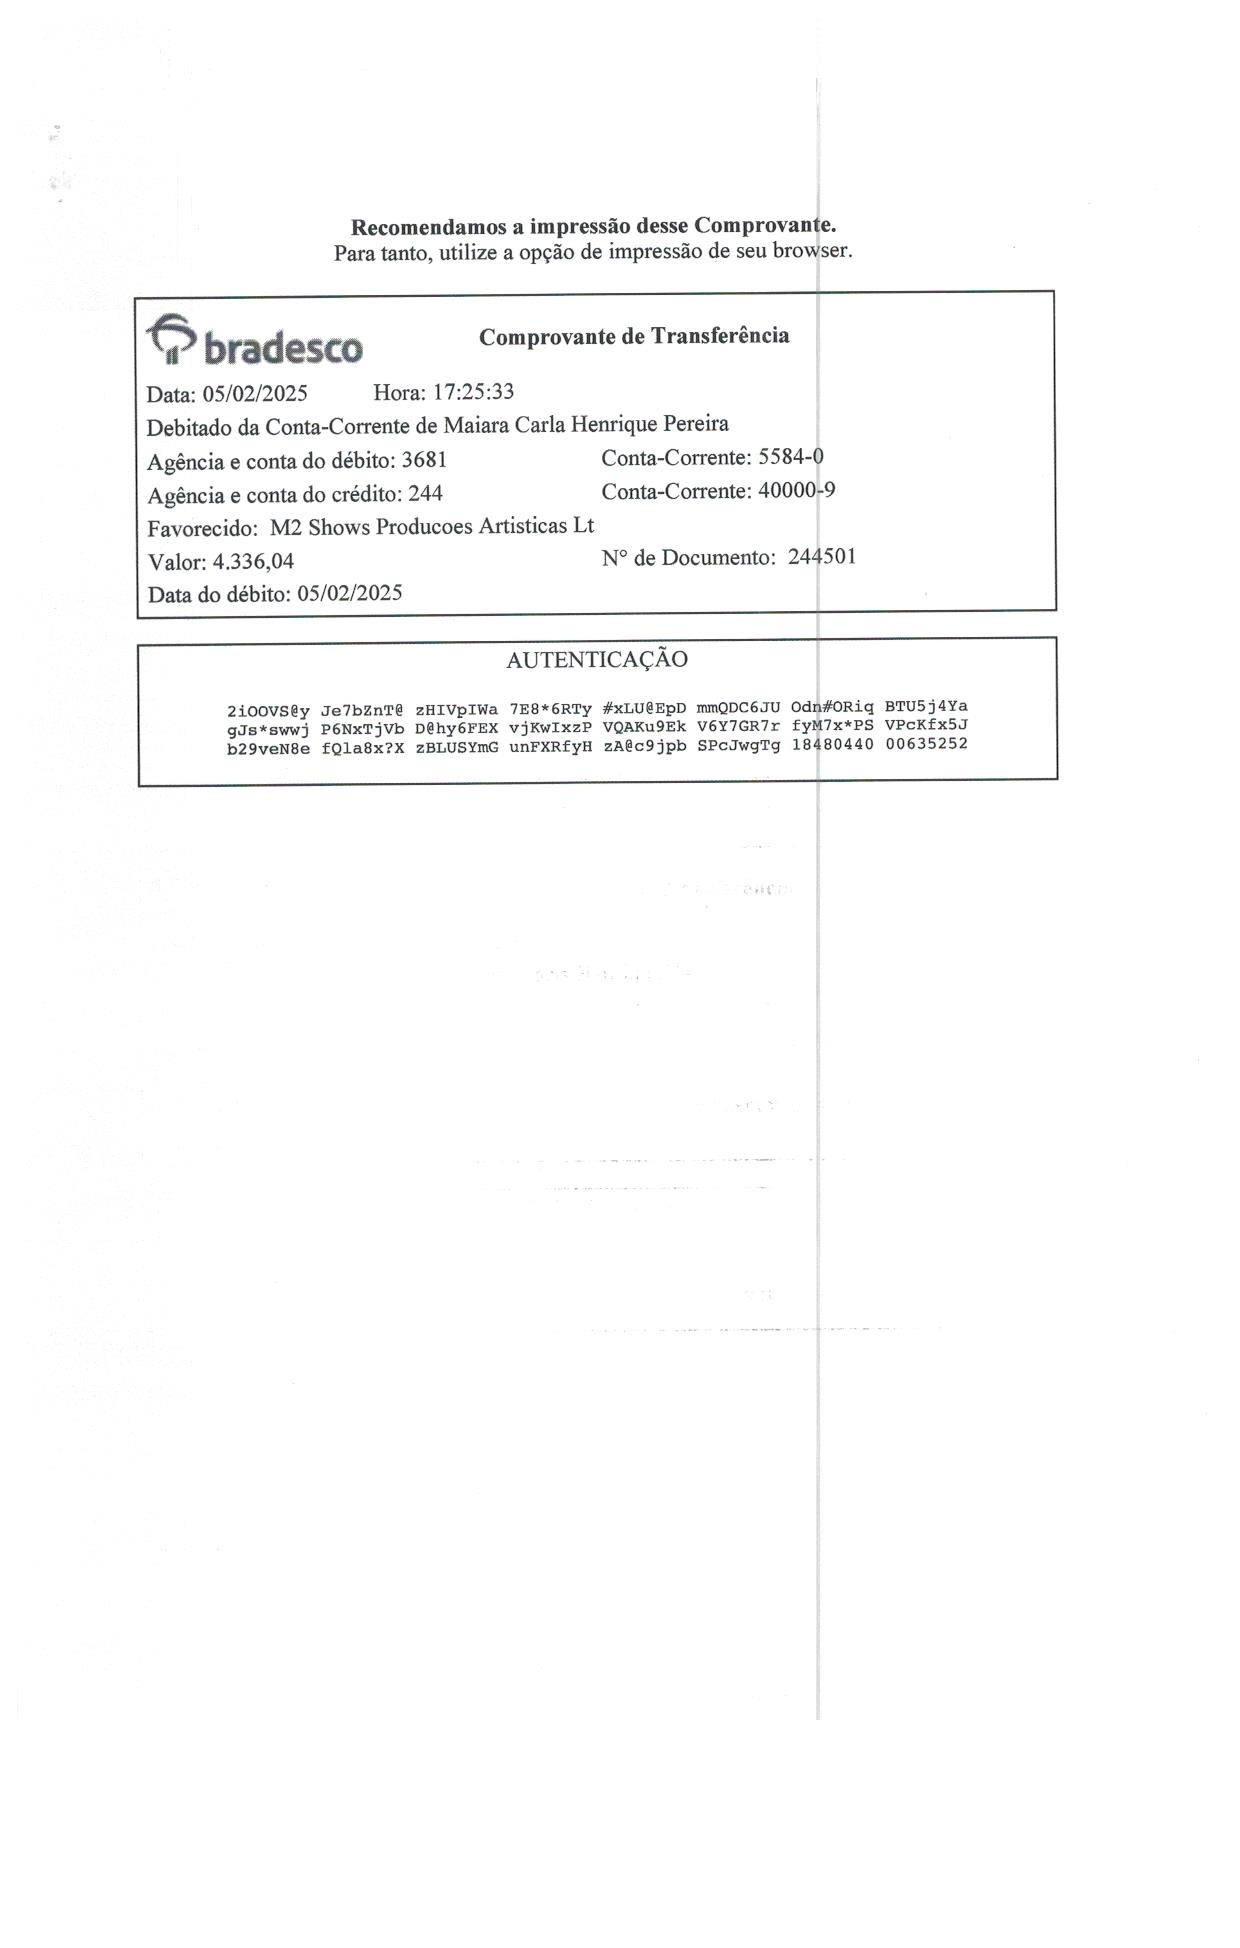 Recomendamos a impressão desse Comprovante.
Para tanto, utilize a opção de impressão de seu browser.
bradesco
Comprovante de Transferência
Data: 05/02/2025 Hora: 17:25:33
Debitado da Conta-Corrente de Maiara Carla Henrique Pereira
Agência e conta do débito: 3681 Conta-Corrente: 5584-0
Agência e conta do crédito: 244 Conta-Corrente: 40000-9
Favorecido: M2 Shows Producoes Artisticas Lt
Valor: 4.336,04 N° de Documento: 244501
Data do débito: 05/02/2025
AUTENTICAÇÃO
2iOOVS@y Je7bZnT@ zHIVpIWa 7E8*6RTy #xLU@EpD mmQDC6JU Odn#ORiq BTU5j4Ya
gJs*swwj P6NxTjVb D@hy6FEX vjKwIxzP VQAKu9Ek V6Y7GR7r fyM7x*PS VPcKfx5J
b29veN8e fQla8x?X zBLUSYmG unFXRfyH zA@c9jpb SPcJwgTg 18480440 00635252